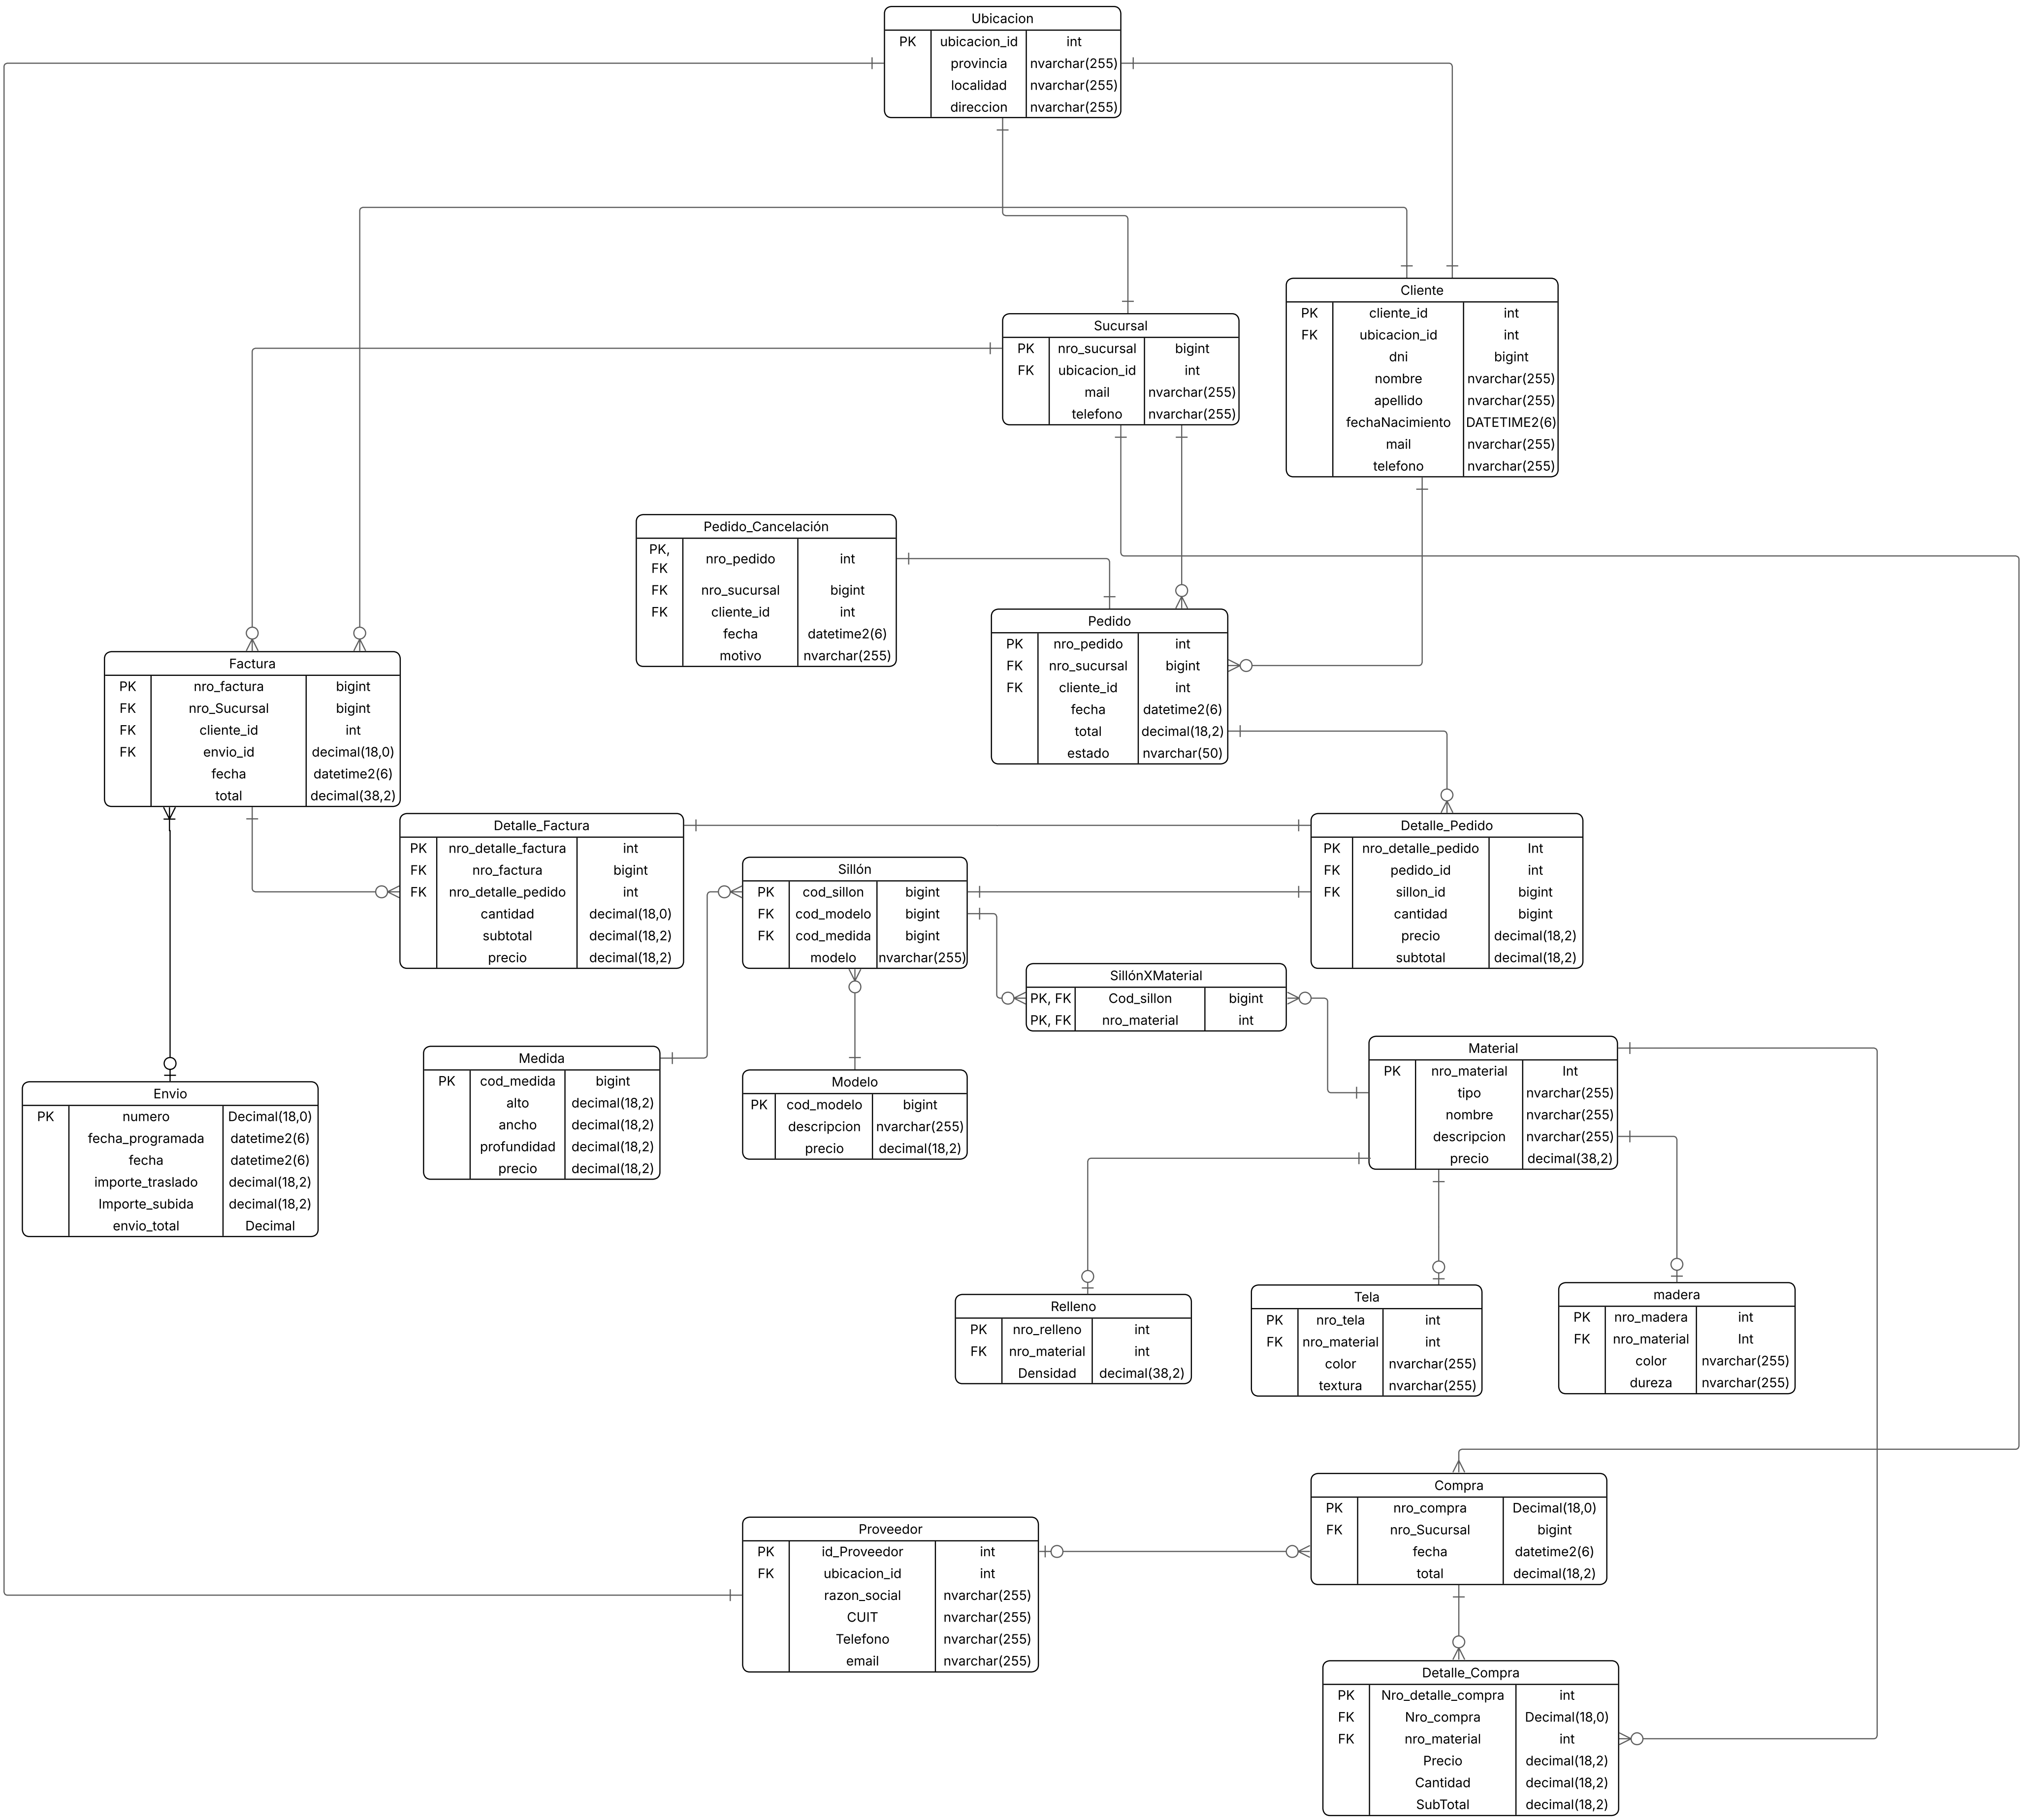 Ubicacion
PK ubicacion_id int
provincia nvarchar(255)
localidad nvarchar(255)
direccion nvarchar(255)
Cliente
PK cliente_id int
FK ubicacion_id int
dni bigint
nombre nvarchar(255)
apellido nvarchar(255)
fechaNacimiento DATETIME2(6)
mail nvarchar(255)
telefono nvarchar(255)
Sucursal
PK nro_sucursal bigint
FK ubicacion_id int
mail nvarchar(255)
telefono nvarchar(255)
Pedido_Cancelación
PK,
FK nro_pedido int
FK nro_sucursal bigint
FK cliente_id int
fecha datetime2(6)
motivo nvarchar(255)
Pedido
PK nro_pedido int
FK nro_sucursal bigint
FK cliente_id int
fecha datetime2(6)
total decimal(18,2)
estado nvarchar(50)
Factura
PK nro_factura bigint
FK nro_Sucursal bigint
FK cliente_id int
FK envio_id decimal(18,0)
fecha datetime2(6)
total decimal(38,2)
Detalle_Factura
PK nro_detalle_factura int
FK nro_factura bigint
FK nro_detalle_pedido int
cantidad decimal(18,0)
subtotal decimal(18,2)
precio decimal(18,2)
Sillón
PK cod_sillon bigint
FK cod_modelo bigint
FK cod_medida bigint
modelo nvarchar(255)
Detalle_Pedido
PK nro_detalle_pedido Int
FK pedido_id int
FK sillon_id bigint
cantidad bigint
precio decimal(18,2)
subtotal decimal(18,2)
SillónXMaterial
PK, FK Cod_sillon bigint
PK, FK nro_material int
Medida
PK cod_medida bigint
alto decimal(18,2)
ancho decimal(18,2)
profundidad decimal(18,2)
precio decimal(18,2)
Modelo
PK cod_modelo bigint
descripcion nvarchar(255)
precio decimal(18,2)
Material
PK nro_material Int
tipo nvarchar(255)
nombre nvarchar(255)
descripcion nvarchar(255)
precio decimal(38,2)
Envio
PK numero Decimal(18,0)
fecha_programada datetime2(6)
fecha datetime2(6)
importe_traslado decimal(18,2)
Importe_subida decimal(18,2)
envio_total Decimal
Relleno
PK nro_relleno int
FK nro_material int
Densidad decimal(38,2)
Tela
PK nro_tela int
FK nro_material int
color nvarchar(255)
textura nvarchar(255)
madera
PK nro_madera int
FK nro_material Int
color nvarchar(255)
dureza nvarchar(255)
Compra
PK nro_compra Decimal(18,0)
FK nro_Sucursal bigint
fecha datetime2(6)
total decimal(18,2)
Proveedor
PK id_Proveedor int
FK ubicacion_id int
razon_social nvarchar(255)
CUIT nvarchar(255)
Telefono nvarchar(255)
email nvarchar(255)
Detalle_Compra
PK Nro_detalle_compra int
FK Nro_compra Decimal(18,0)
FK nro_material int
Precio decimal(18,2)
Cantidad decimal(18,2)
SubTotal decimal(18,2)